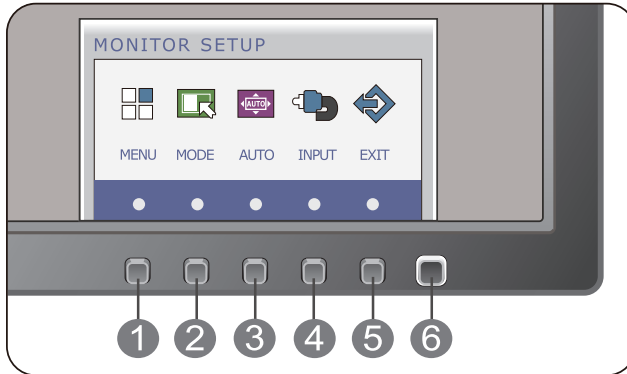 MONITOR SETUP
AUTO
MENU MODE AUTO INPUT EXIT
1 2 3 4 5 6